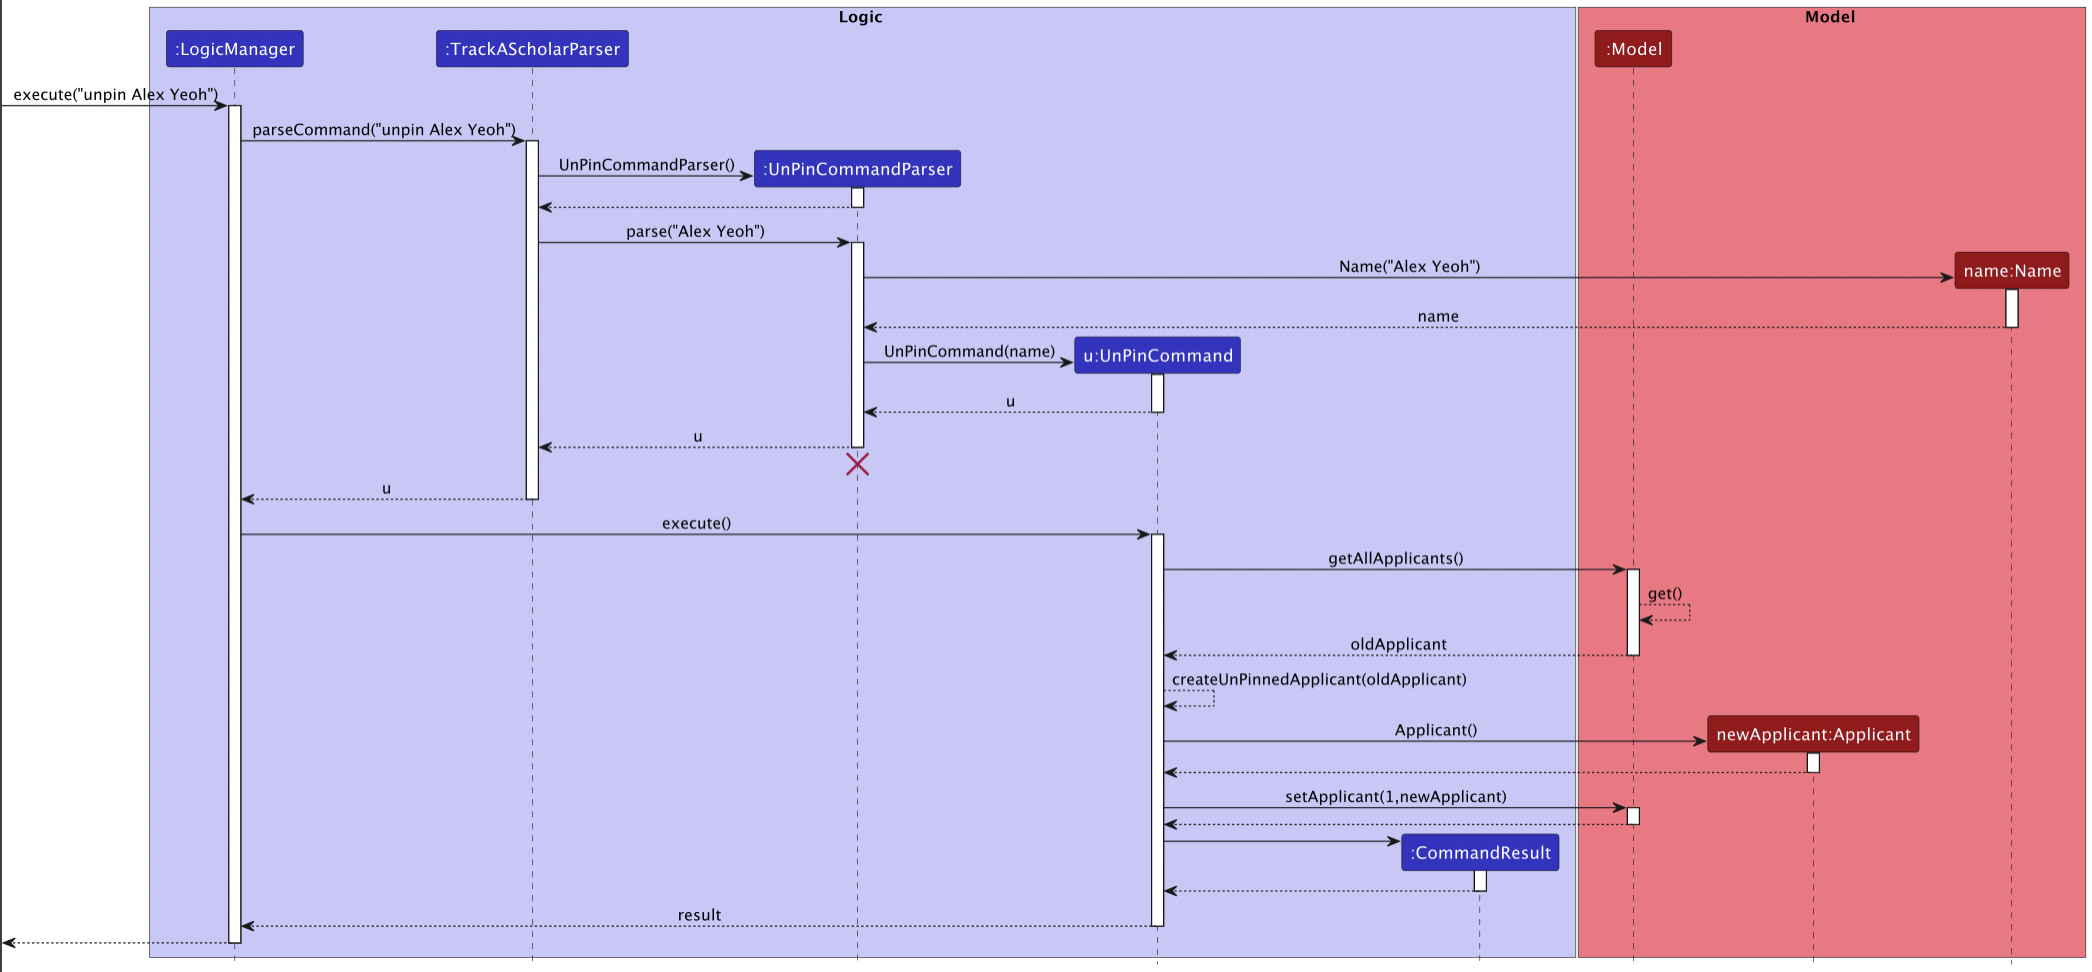 Logic
Model
:LogicManager
:TrackAScholarParser
:Model
execute("unpin Alex Yeoh")
parseCommand("unpin Alex Yeoh")
UnPinCommandParser()
:UnPinCommandParser
parse("Alex Yeoh")
Name("Alex Yeoh")
name:Name
name
UnPinCommand(name)
u:UnPinCommand
u
u
u
execute()
getAllApplicants()
get()
oldApplicant
createUnPinnedApplicant(oldApplicant)
Applicant()
newApplicant:Applicant
setApplicant(1,newApplicant)
:CommandResult
result